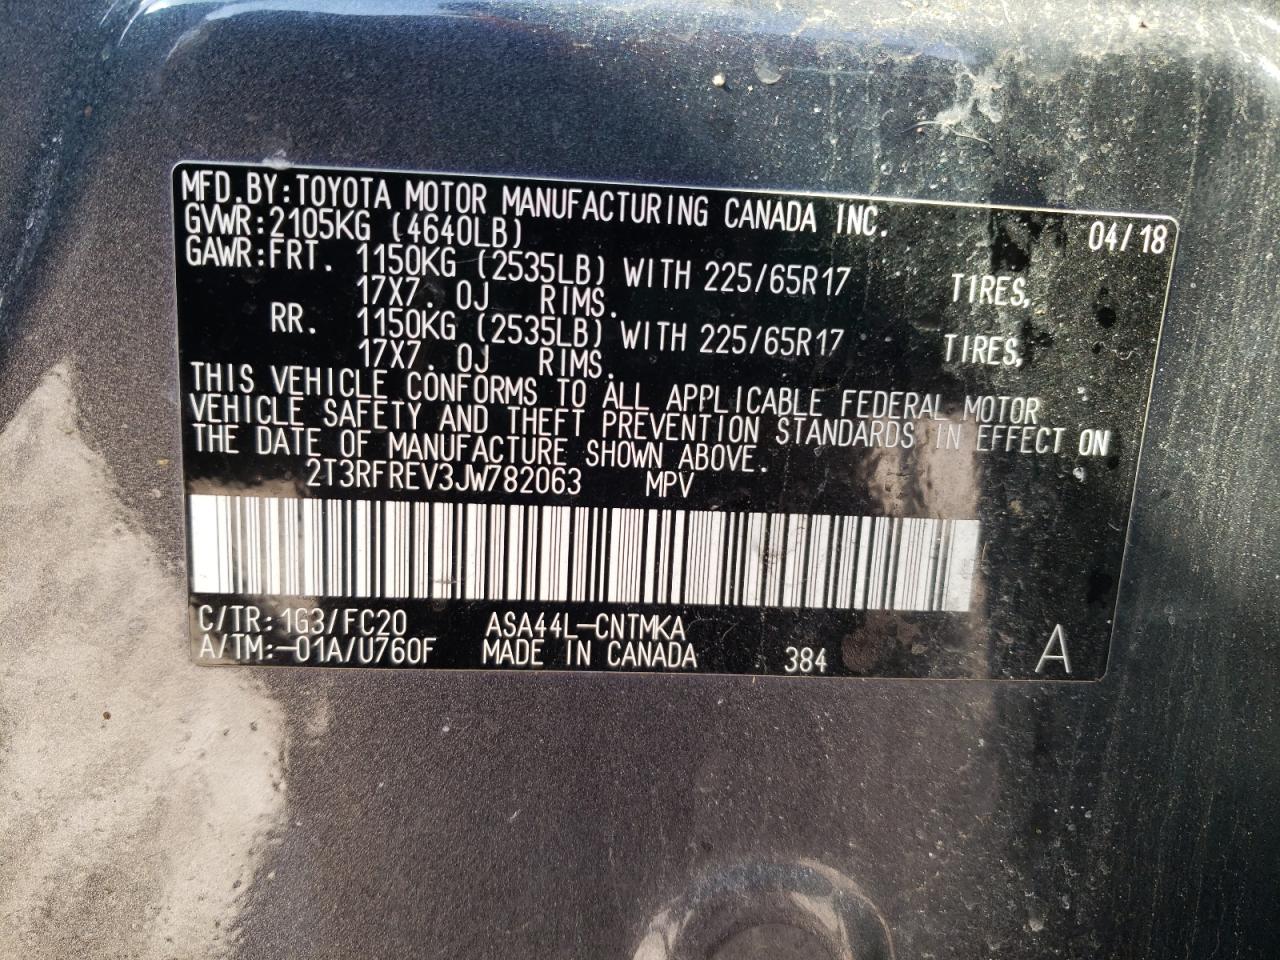 MFD.BY:TOYOTA MOTOR MANUFACTURING CANADA INC. 04/18
GVWR:2105KG (4640LB)
GAWR:FRT. 1150KG (2535LB) WITH 225/65R17 TIRES,
17X7.0J RIMS.
RR. 1150KG (2535LB) WITH 225/65R17 TIRES,
17X7.0J RIMS.
THIS VEHICLE CONFORMS TO ALL APPLICABLE FEDERAL MOTOR
VEHICLE SAFETY AND THEFT PREVENTION STANDARDS IN EFFECT ON
THE DATE OF MANUFACTURE SHOWN ABOVE.
2T3RFREV3JW782063 MPV
C/TR:1G3/FC20 ASA44L-CNTMKA
A/TM:-01A/U760F MADE IN CANADA 384 A